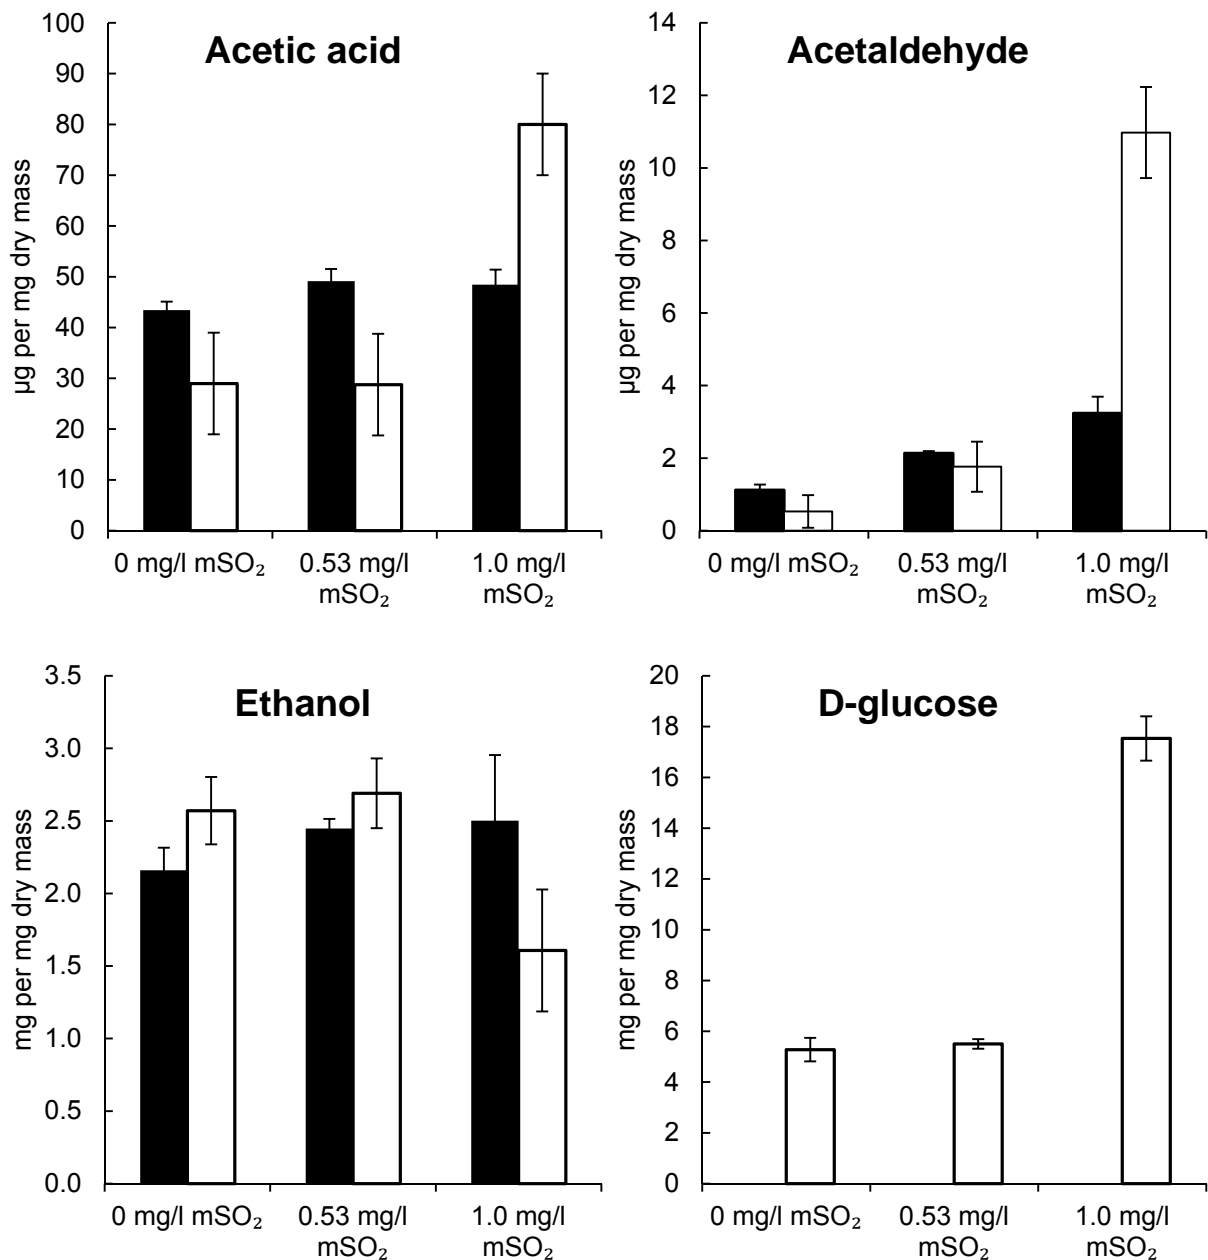 Acetic acid
µg per mg dry mass
100
90
80
70
60
50
40
30
20
10
0
0 mg/l mSO₂
0.53 mg/l
mSO₂
1.0 mg/l
mSO₂
Acetaldehyde
µg per mg dry mass
14
12
10
8
6
4
2
0
0 mg/l mSO₂
0.53 mg/l
mSO₂
1.0 mg/l
mSO₂
Ethanol
mg per mg dry mass
3.5
3.0
2.5
2.0
1.5
1.0
0.5
0.0
0 mg/l mSO₂
0.53 mg/l
mSO₂
1.0 mg/l
mSO₂
D-glucose
mg per mg dry mass
20
18
16
14
12
10
8
6
4
2
0
0 mg/l mSO₂
0.53 mg/l
mSO₂
1.0 mg/l
mSO₂